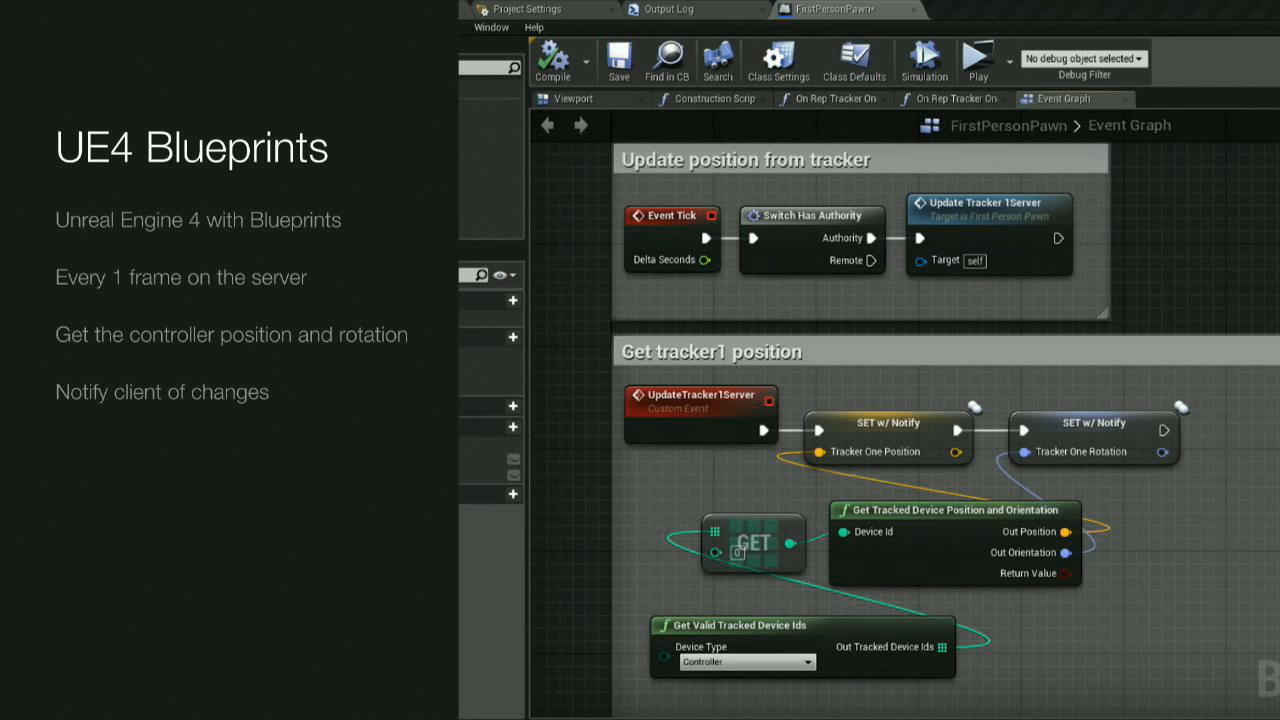 Project Settings
Output Log
FirstPersonPawn*
Window
Help
Compile
Save
Find in CB
Search
Class Settings
Class Defaults
Simulation
Play
No debug object selected
Debug Filter
Viewport
Construction Scrip
On Rep Tracker On
On Rep Tracker On
Event Graph
FirstPersonPawn > Event Graph
UE4 Blueprints
Unreal Engine 4 with Blueprints
Every 1 frame on the server
Get the controller position and rotation
Notify client of changes
Update position from tracker
Event Tick
Delta Seconds
Switch Has Authority
Authority
Remote
Update Tracker 1Server
Target is First Person Pawn
Target self
Get tracker1 position
UpdateTracker1Server
Custom Event
SET w/ Notify
Tracker One Position
SET w/ Notify
Tracker One Rotation
GET
0
Get Tracked Device Position and Orientation
Device Id
Out Position
Out Orientation
Return Value
Get Valid Tracked Device Ids
Device Type
Controller
Out Tracked Device Ids
B